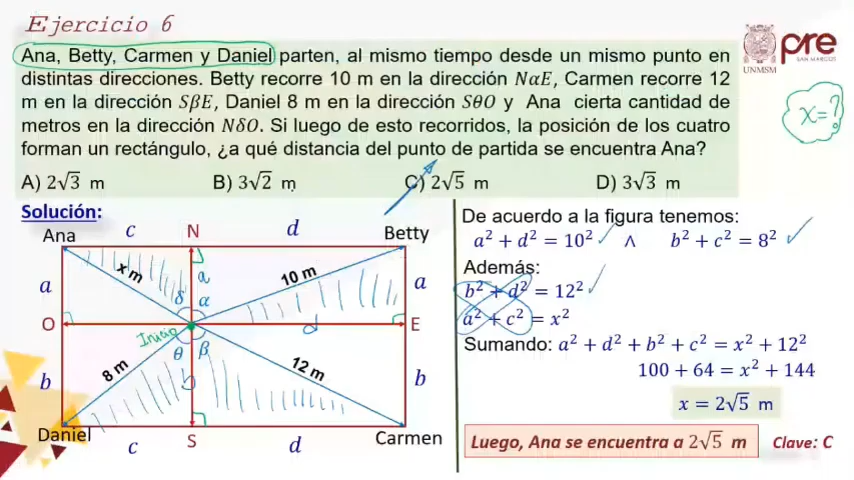 Ejercicio 6
Ana, Betty, Carmen y Daniel parten, al mismo tiempo desde un mismo punto en
distintas direcciones. Betty recorre 10 m en la dirección NαE, Carmen recorre 12
m en la dirección SβE, Daniel 8 m en la dirección SθO y Ana cierta cantidad de
metros en la dirección NδO. Si luego de esto recorridos, la posición de los cuatro
forman un rectángulo, ¿a qué distancia del punto de partida se encuentra Ana?
UNMSM
pre
SAN MARCOS
x=?
A) 2√3 m B) 3√2 m C) 2√5 m D) 3√3 m
Solución:
c N d
Ana Betty
a x m δ α a 10 m a
O E
Inicio d
b 8 m θ β b 12 m b
Daniel S Carmen
c d
De acuerdo a la figura tenemos:
a² + d² = 10² ∧ b² + c² = 8²
Además:
b² + d² = 12²
a² + c² = x²
Sumando: a² + d² + b² + c² = x² + 12²
100 + 64 = x² + 144
x = 2√5 m
Luego, Ana se encuentra a 2√5 m Clave: C